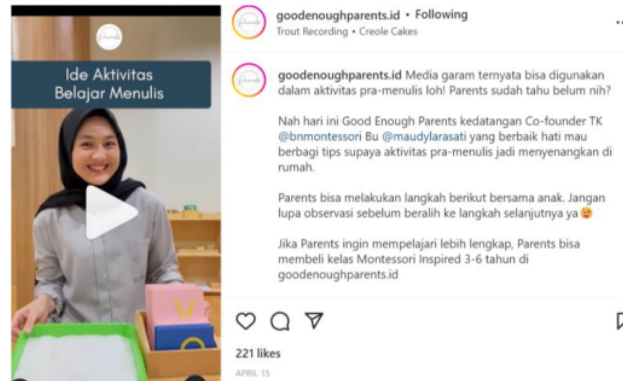 Parents
Ide Aktivitas
Belajar Menulis
goodenoughparents.id • Following
Trout Recording • Creole Cakes
goodenoughparents.id Media garam ternyata bisa digunakan
dalam aktivitas pra-menulis loh! Parents sudah tahu belum nih?
Nah hari ini Good Enough Parents kedatangan Co-founder TK
@bnmontessori Bu @maudylarasati yang berbaik hati mau
berbagi tips supaya aktivitas pra-menulis jadi menyenangkan di
rumah.
Parents bisa melakukan langkah berikut bersama anak. Jangan
lupa observasi sebelum beralih ke langkah selanjutnya ya🥰
Jika Parents ingin mempelajari lebih lengkap, Parents bisa
membeli kelas Montessori Inspired 3-6 tahun di
goodenoughparents.id
221 likes
APRIL 15